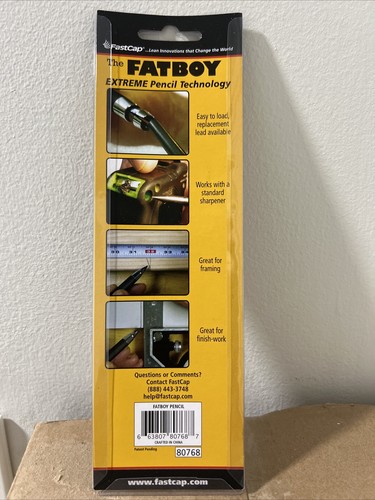 FastCap® ...Lean Innovations that Change the World
The FATBOY
EXTREME Pencil Technology
Easy to load,
replacement
lead available
Works with a
standard
sharpener
Great for
framing
Great for
finish-work
Questions or Comments?
Contact FastCap
(888) 443-3748
help@fastcap.com
FATBOY PENCIL
6 63807 80768 7
CRAFTED IN CHINA
Patent Pending
80768
www.fastcap.com